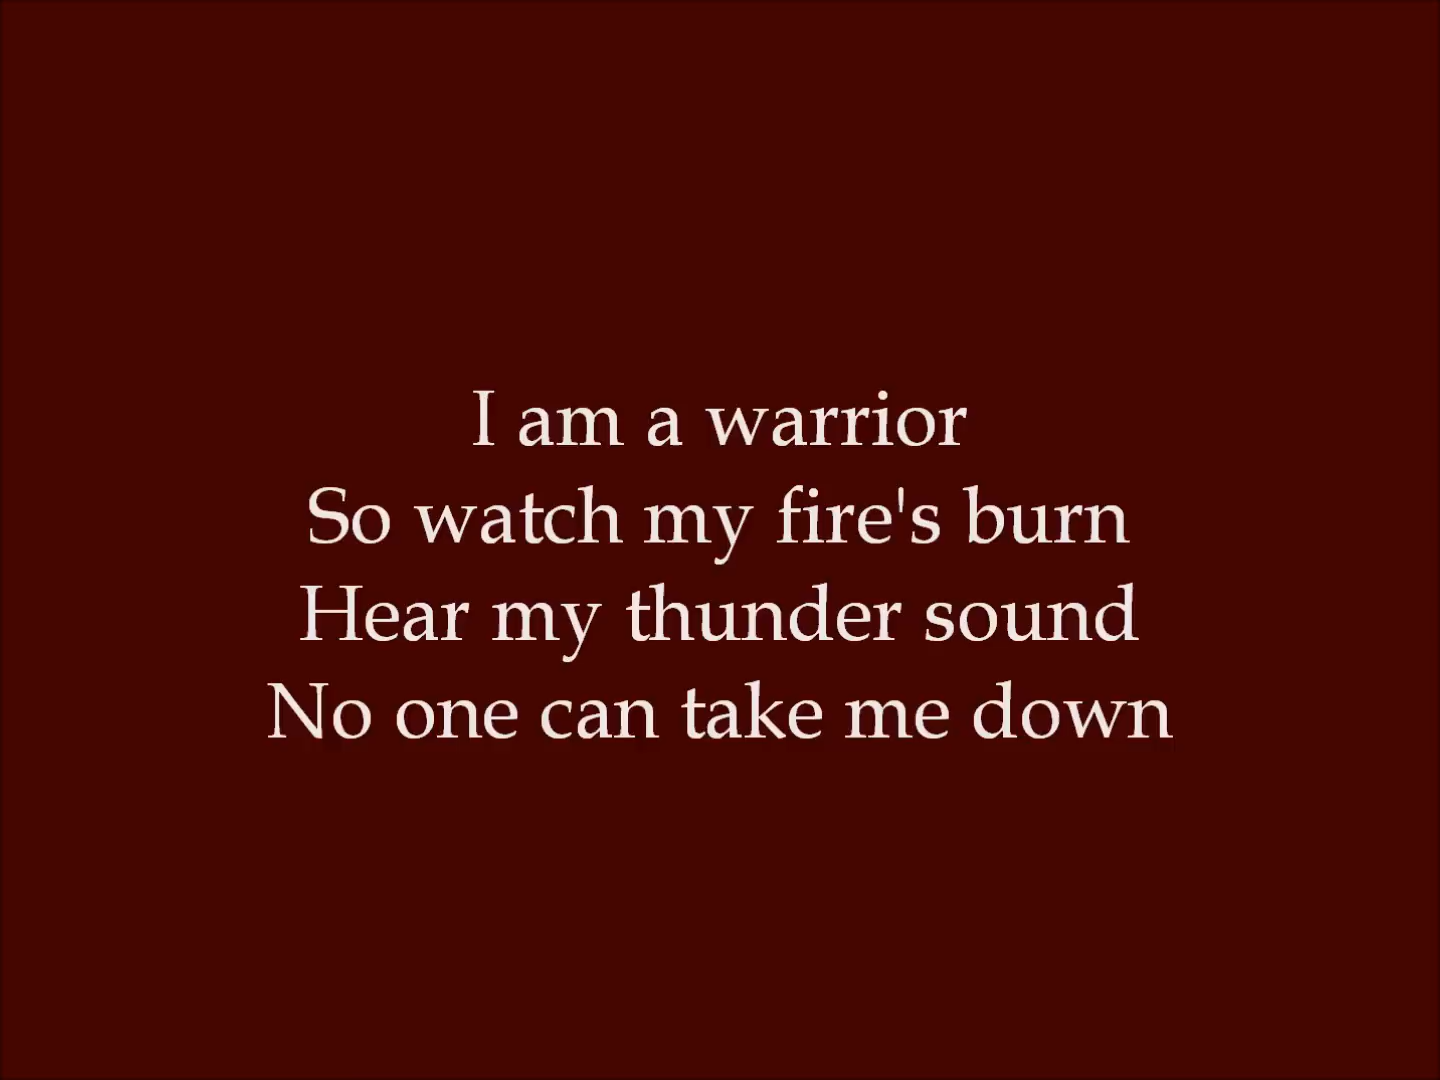 I am a warrior
So watch my fire's burn
Hear my thunder sound
No one can take me down